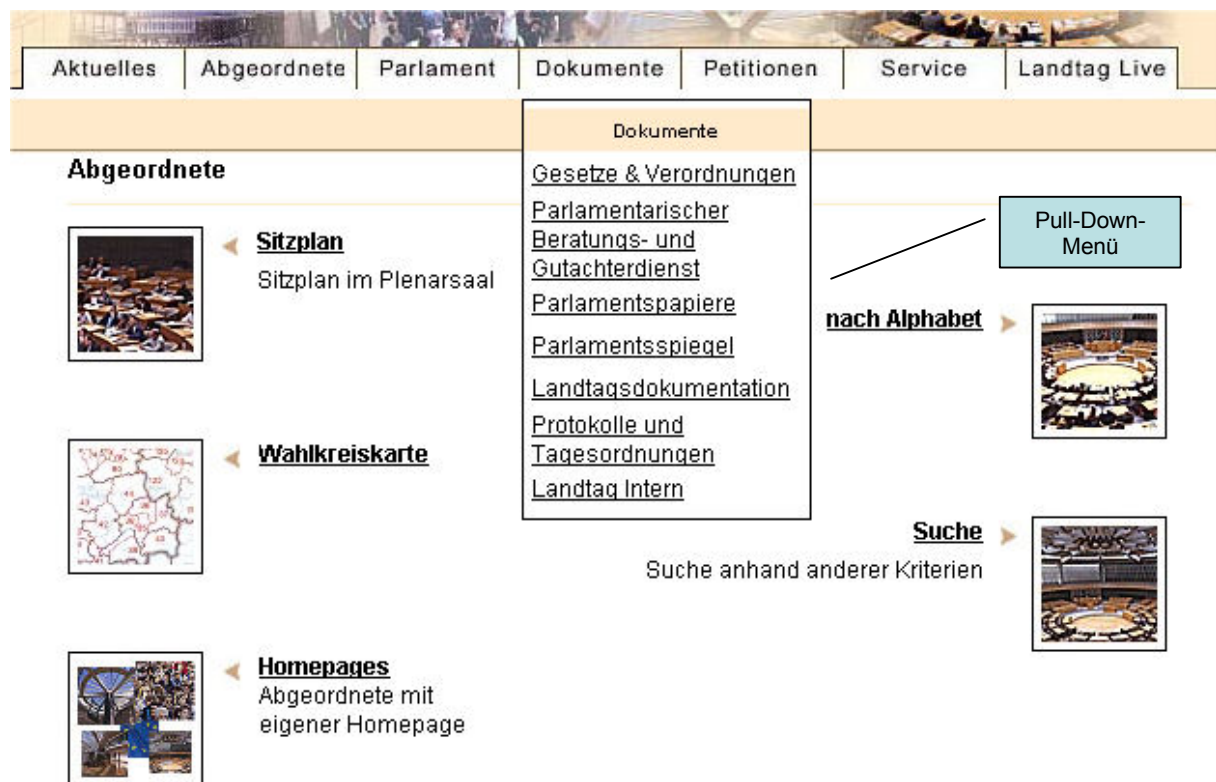 Aktuelles Abgeordnete Parlament Dokumente Petitionen Service Landtag Live
Dokumente
Gesetze & Verordnungen
Parlamentarischer
Beratungs- und
Gutachterdienst
Parlamentspapiere
Parlamentsspiegel
Landtagsdokumentation
Protokolle und
Tagesordnungen
Landtag Intern
Pull-Down-
Menü
Abgeordnete
Sitzplan
Sitzplan im Plenarsaal
Wahlkreiskarte
Homepages
Abgeordnete mit
eigener Homepage
nach Alphabet
Suche
Suche anhand anderer Kriterien